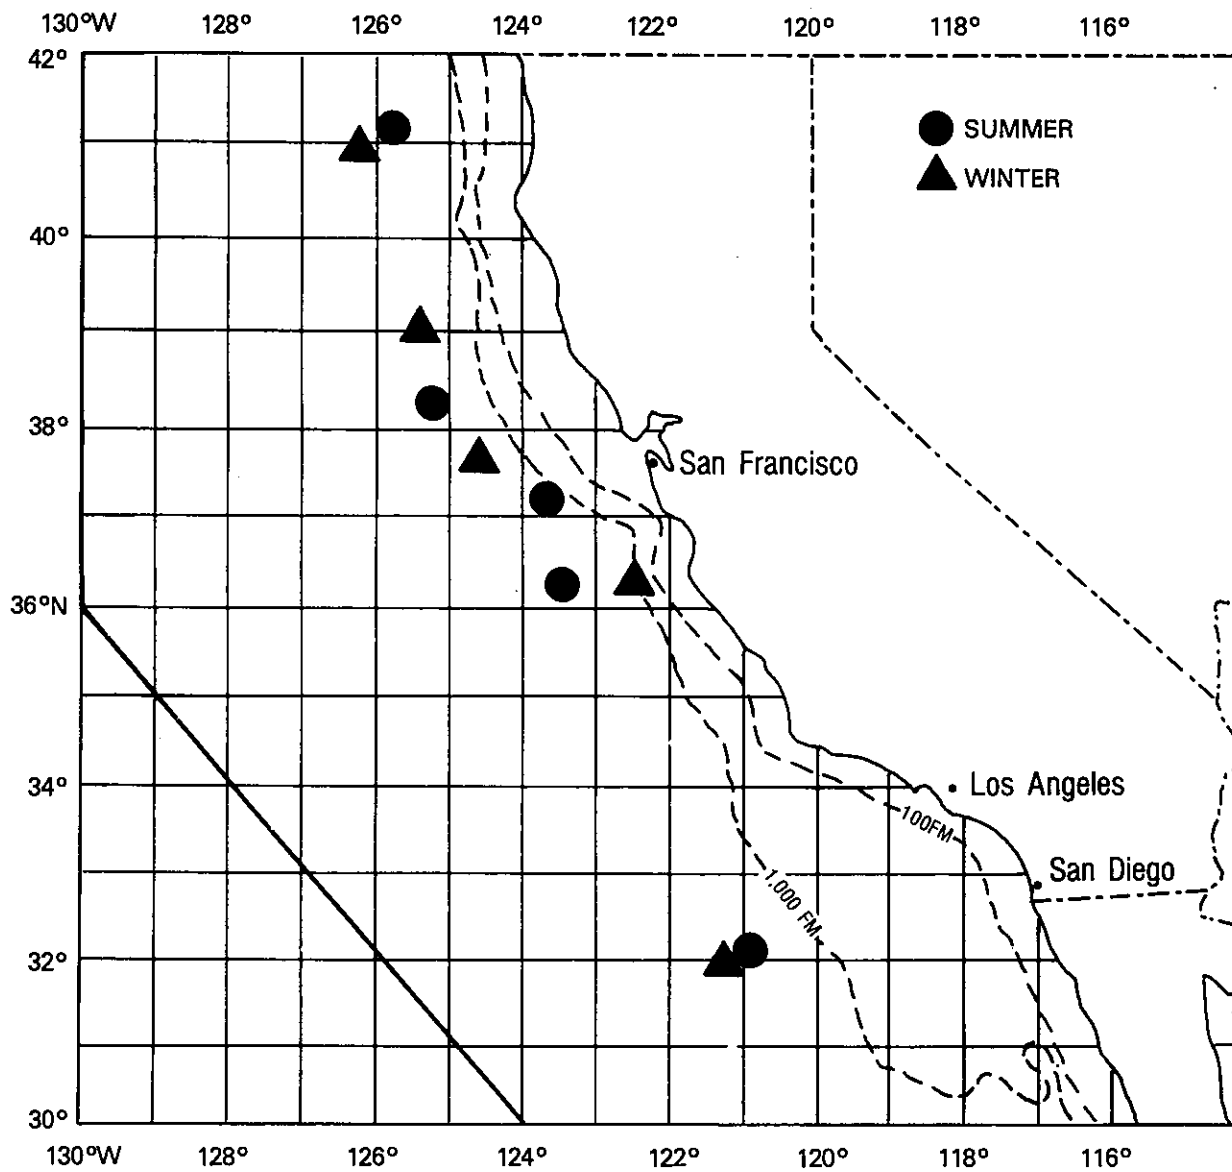 130°W 128° 126° 124° 122° 120° 118° 116°
42°
SUMMER
WINTER
40°
38°
San Francisco
36°N
34°
Los Angeles
100FM
San Diego
1,000 FM
32°
30°
130°W 128° 126° 124° 122° 120° 118° 116°